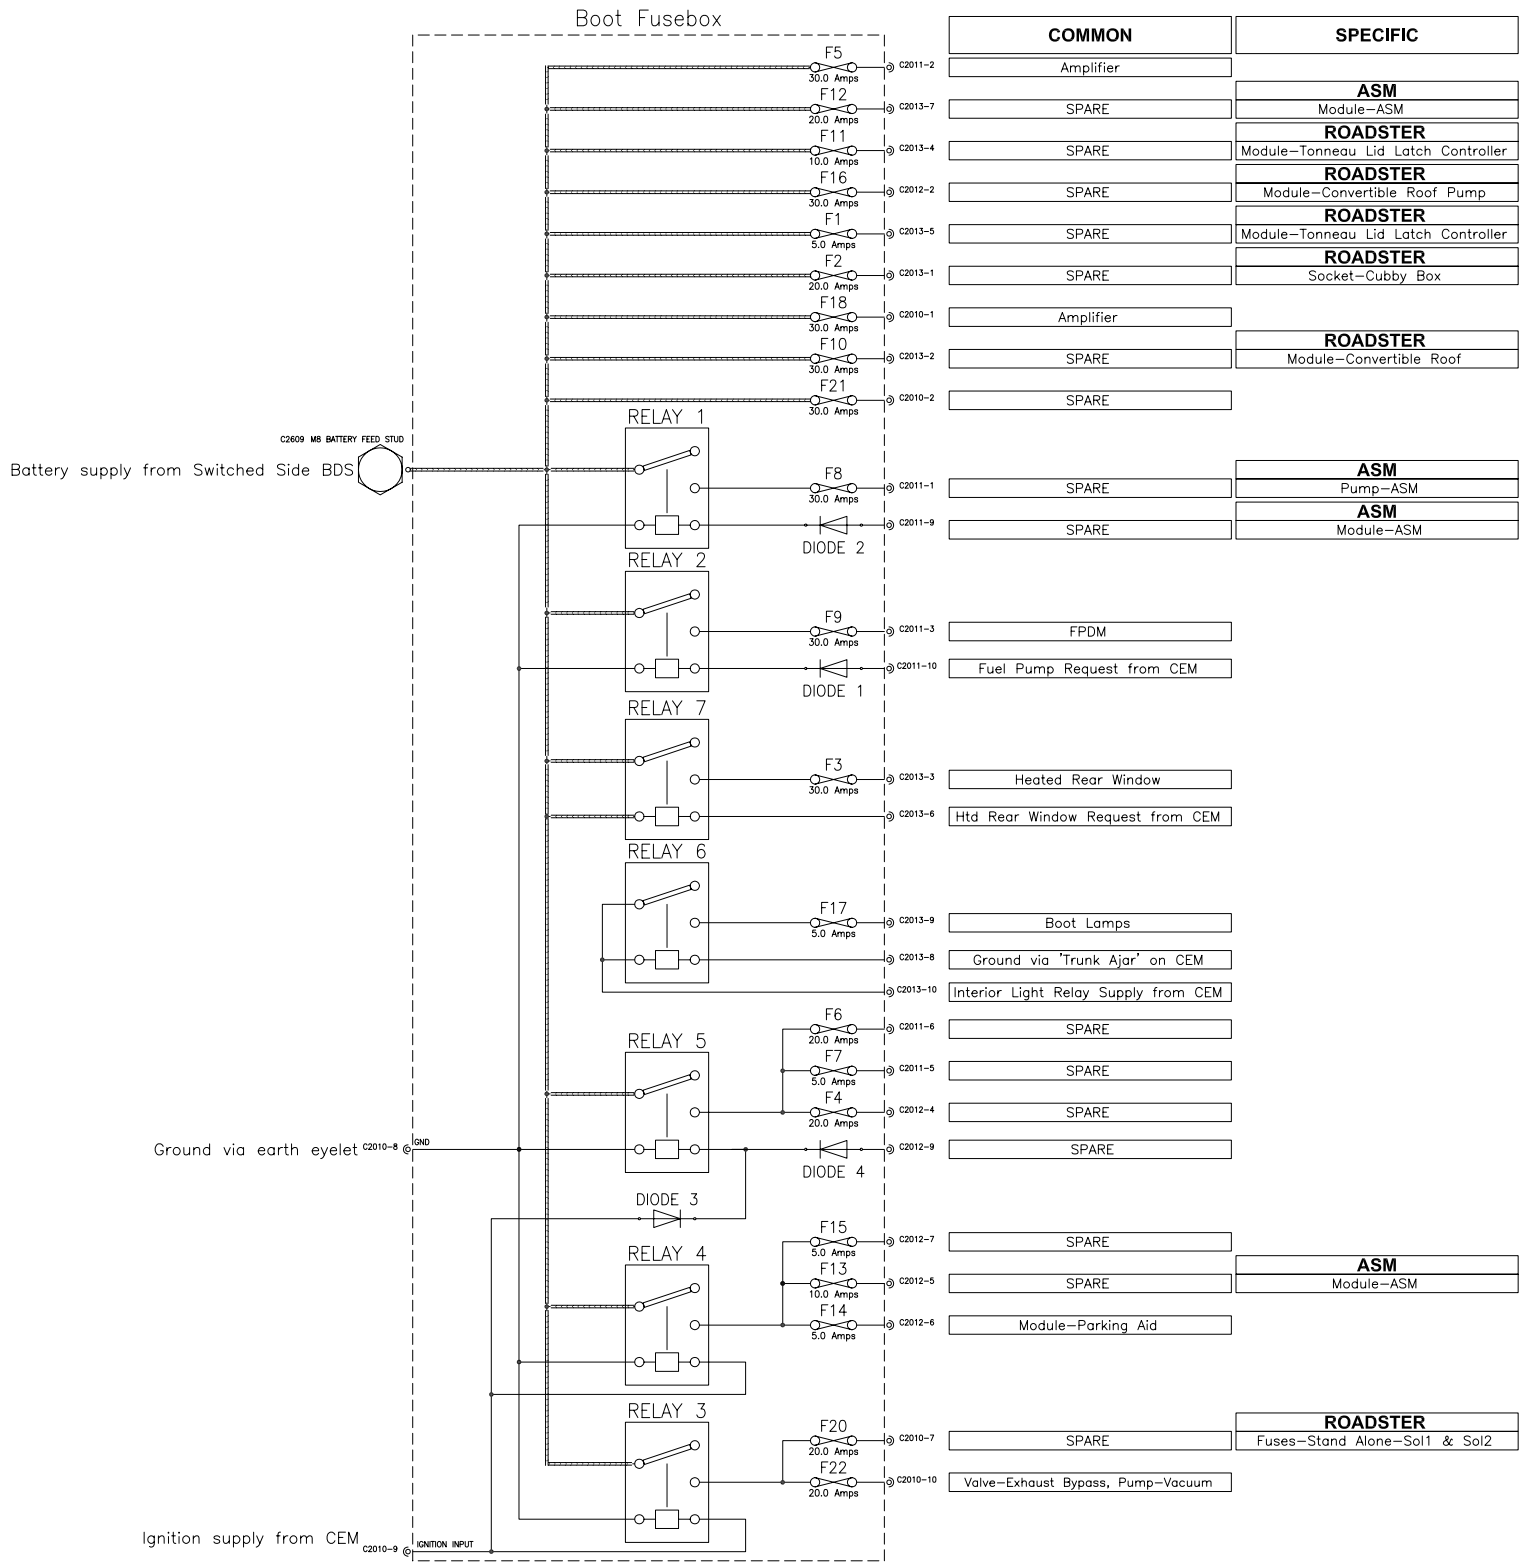 Boot Fusebox
COMMON
SPECIFIC
F5
30.0 Amps
C2011-2
Amplifier
F12
20.0 Amps
C2013-7
SPARE
ASM
Module-ASM
F11
10.0 Amps
C2013-4
SPARE
ROADSTER
Module-Tonneau Lid Latch Controller
F16
30.0 Amps
C2012-2
SPARE
ROADSTER
Module-Convertible Roof Pump
F1
5.0 Amps
C2013-5
SPARE
ROADSTER
Module-Tonneau Lid Latch Controller
F2
20.0 Amps
C2013-1
SPARE
ROADSTER
Socket-Cubby Box
F18
30.0 Amps
C2010-1
Amplifier
F10
30.0 Amps
C2013-2
SPARE
ROADSTER
Module-Convertible Roof
F21
30.0 Amps
C2010-2
SPARE
RELAY 1
C2609 M8 BATTERY FEED STUD
Battery supply from Switched Side BDS
F8
30.0 Amps
C2011-1
SPARE
ASM
Pump-ASM
C2011-9
DIODE 2
SPARE
ASM
Module-ASM
RELAY 2
F9
30.0 Amps
C2011-3
FPDM
C2011-10
DIODE 1
Fuel Pump Request from CEM
RELAY 7
F3
30.0 Amps
C2013-3
Heated Rear Window
C2013-6
Htd Rear Window Request from CEM
RELAY 6
F17
5.0 Amps
C2013-9
Boot Lamps
C2013-8
Ground via 'Trunk Ajar' on CEM
C2013-10
Interior Light Relay Supply from CEM
F6
20.0 Amps
C2011-6
SPARE
RELAY 5
F7
5.0 Amps
C2011-5
SPARE
F4
20.0 Amps
C2012-4
SPARE
Ground via earth eyelet
C2010-8
GND
C2012-9
DIODE 4
SPARE
DIODE 3
F15
5.0 Amps
C2012-7
SPARE
RELAY 4
F13
10.0 Amps
C2012-5
SPARE
ASM
Module-ASM
F14
5.0 Amps
C2012-6
Module-Parking Aid
RELAY 3
F20
20.0 Amps
C2010-7
SPARE
ROADSTER
Fuses-Stand Alone-Sol1 & Sol2
F22
20.0 Amps
C2010-10
Valve-Exhaust Bypass, Pump-Vacuum
Ignition supply from CEM
C2010-9
IGNITION INPUT